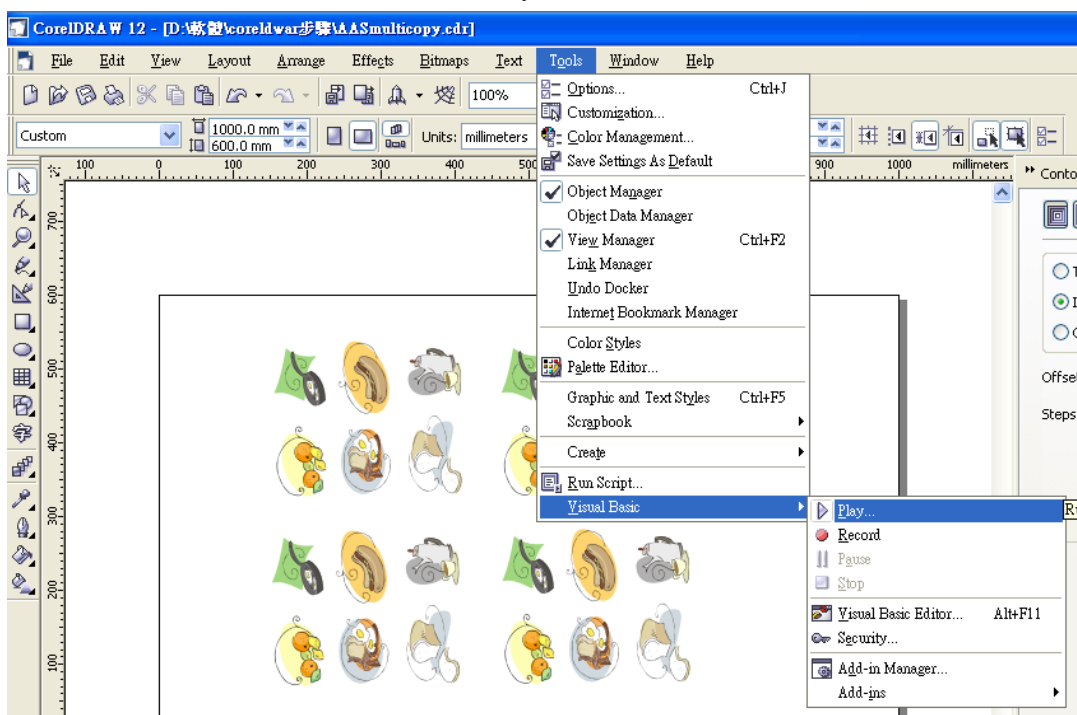 CorelDRAW 12 - [D:\軟體\coreldwar步驟\AASmulticopy.cdr]
File Edit View Layout Arrange Effects Bitmaps Text Tools Window Help
100%
Custom 1000.0 mm 600.0 mm Units: millimeters
100 0 100 200 300 400 500 900 1000 millimeters
700
600
500
400
300
200
100
字
Options... Ctrl+J
Customization...
Color Management...
Save Settings As Default
Object Manager
Object Data Manager
View Manager Ctrl+F2
Link Manager
Undo Docker
Internet Bookmark Manager
Color Styles
Palette Editor...
Graphic and Text Styles Ctrl+F5
Scrapbook
Create
Run Script...
Visual Basic
Play...
Record
Pause
Stop
Visual Basic Editor... Alt+F11
Security...
Add-in Manager...
Add-ins
Conto
Offset
Steps